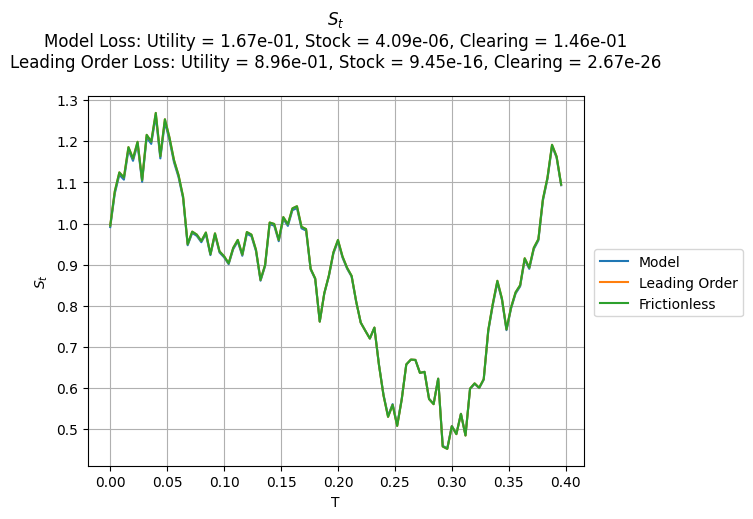 S_t
Model Loss: Utility = 1.67e-01, Stock = 4.09e-06, Clearing = 1.46e-01
Leading Order Loss: Utility = 8.96e-01, Stock = 9.45e-16, Clearing = 2.67e-26
1.3
1.2
1.1
1.0
0.9
0.8
0.7
0.6
0.5
S_t
0.00 0.05 0.10 0.15 0.20 0.25 0.30 0.35 0.40
T
Model
Leading Order
Frictionless